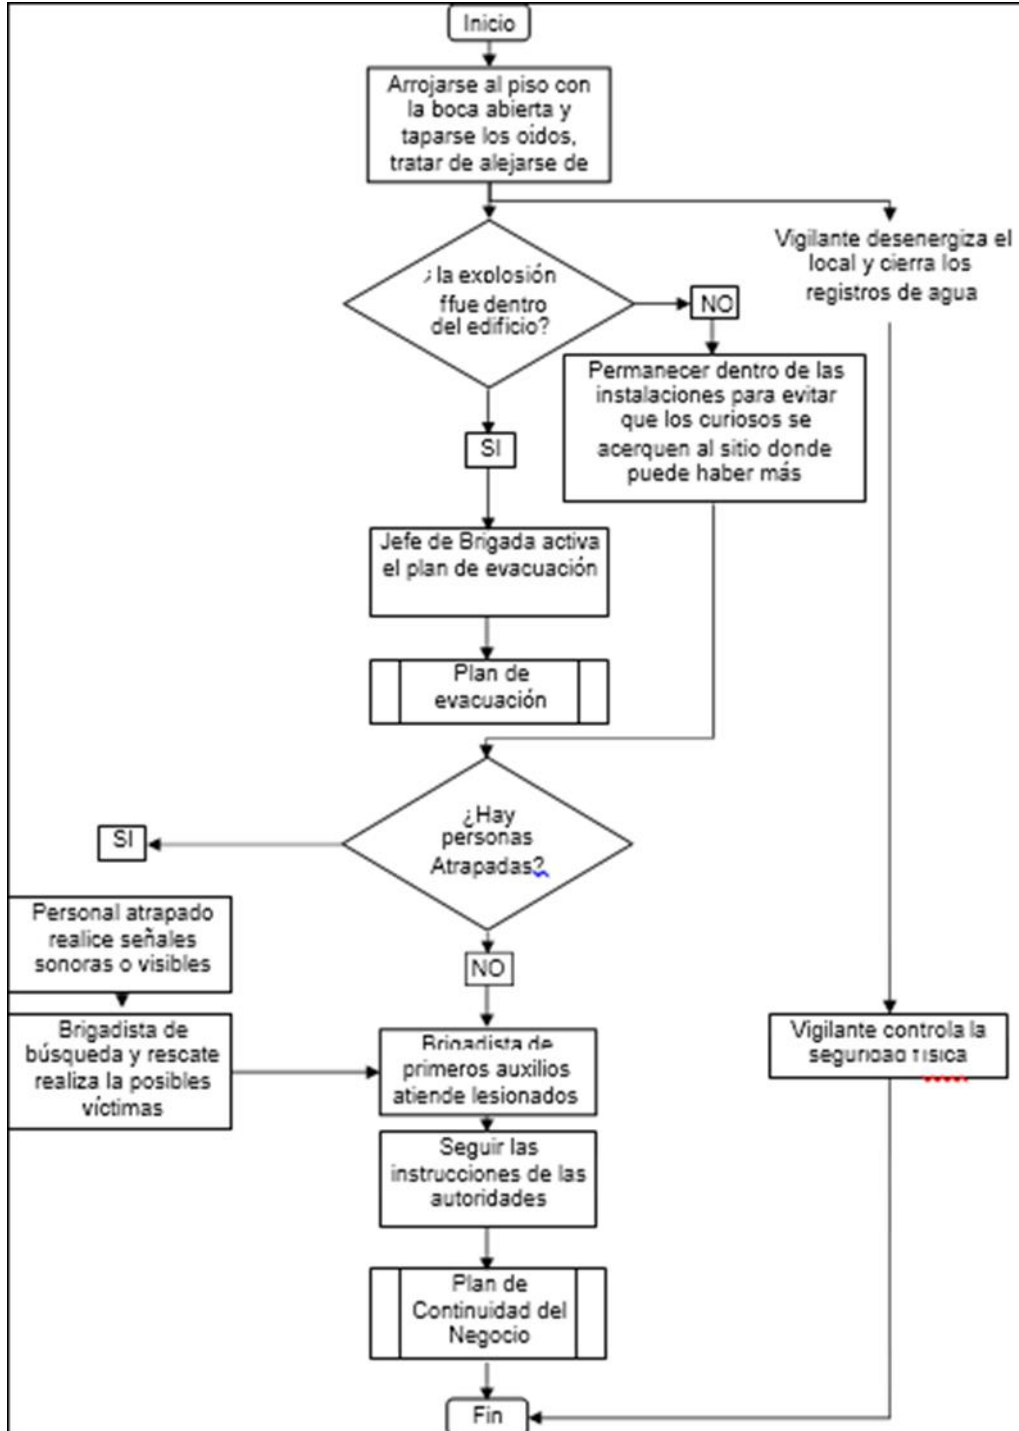 Inicio
Arrojarse al piso con
la boca abierta y
taparse los oidos,
tratar de alejarse de
Vigilante desenergiza el
local y cierra los
registros de agua
¿la explosión
ffue dentro
del edificio?
NO
Permanecer dentro de las
instalaciones para evitar
que los curiosos se
acerquen al sitio donde
puede haber más
SI
Jefe de Brigada activa
el plan de evacuación
Plan de
evacuación
¿Hay
personas
Atrapadas?
SI
Personal atrapado
realice señales
sonoras o visibles
NO
Brigadista de
búsqueda y rescate
realiza la posibles
víctimas
Brigadista de
primeros auxilios
atiende lesionados
Vigilante controla la
seguridad física
Seguir las
instrucciones de las
autoridades
Plan de
Continuidad del
Negocio
Fin